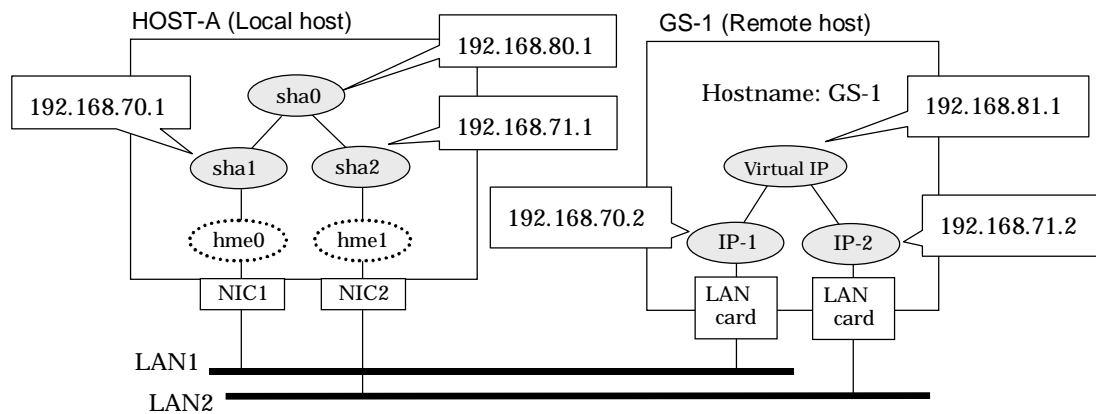 HOST-A (Local host)
GS-1 (Remote host)
192.168.80.1
192.168.70.1
sha0
192.168.71.1
sha1
sha2
hme0
hme1
NIC1
NIC2
Hostname: GS-1
192.168.81.1
Virtual IP
192.168.70.2
192.168.71.2
IP-1
IP-2
LAN
card
LAN
card
LAN1
LAN2